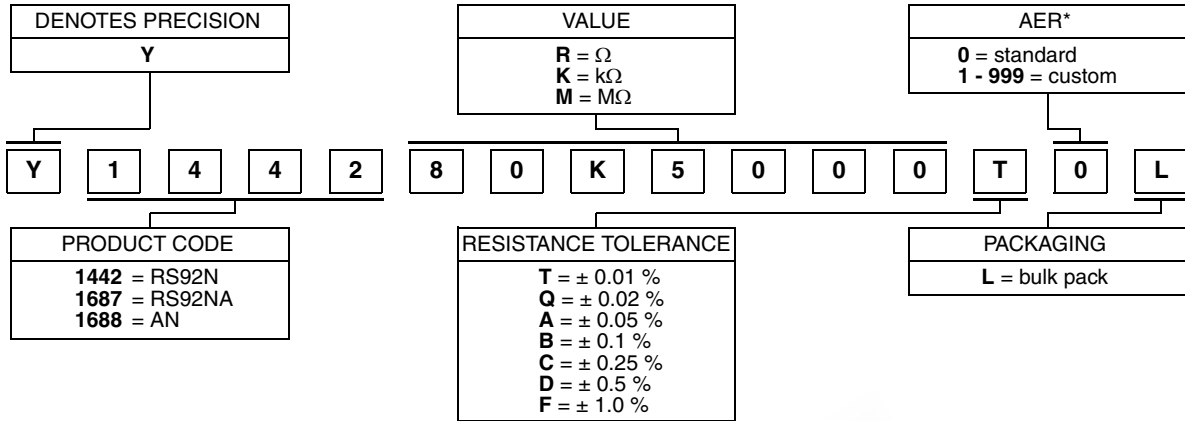 DENOTES PRECISION
Y
VALUE
R = Ω
K = kΩ
M = MΩ
AER*
0 = standard
1 - 999 = custom
Y 1 4 4 2 8 0 K 5 0 0 0 T 0 L
PRODUCT CODE
1442 = RS92N
1687 = RS92NA
1688 = AN
RESISTANCE TOLERANCE
T = ± 0.01 %
Q = ± 0.02 %
A = ± 0.05 %
B = ± 0.1 %
C = ± 0.25 %
D = ± 0.5 %
F = ± 1.0 %
PACKAGING
L = bulk pack